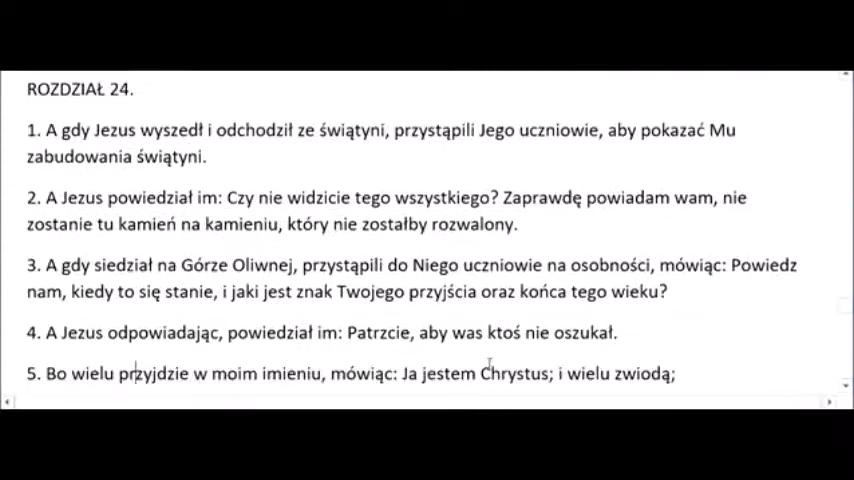 ROZDZIAŁ 24.
1. A gdy Jezus wyszedł i odchodził ze świątyni, przystąpili Jego uczniowie, aby pokazać Mu
zabudowania świątyni.
2. A Jezus powiedział im: Czy nie widzicie tego wszystkiego? Zaprawdę powiadam wam, nie
zostanie tu kamień na kamieniu, który nie zostałby rozwalony.
3. A gdy siedział na Górze Oliwnej, przystąpili do Niego uczniowie na osobności, mówiąc: Powiedz
nam, kiedy to się stanie, i jaki jest znak Twojego przyjścia oraz końca tego wieku?
4. A Jezus odpowiadając, powiedział im: Patrzcie, aby was ktoś nie oszukał.
5. Bo wielu przyjdzie w moim imieniu, mówiąc: Ja jestem Chrystus; i wielu zwiodą;